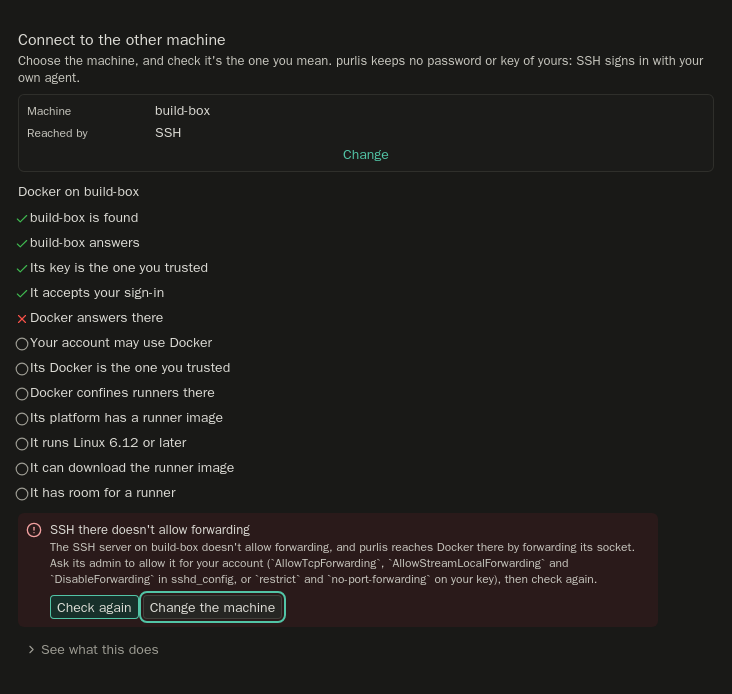 Connect to the other machine
Choose the machine, and check it's the one you mean. purlis keeps no password or key of yours: SSH signs in with your
own agent.
Machine build-box
Reached by SSH
Change
Docker on build-box
build-box is found
build-box answers
Its key is the one you trusted
It accepts your sign-in
Docker answers there
Your account may use Docker
Its Docker is the one you trusted
Docker confines runners there
Its platform has a runner image
It runs Linux 6.12 or later
It can download the runner image
It has room for a runner
SSH there doesn't allow forwarding
The SSH server on build-box doesn't allow forwarding, and purlis reaches Docker there by forwarding its socket.
Ask its admin to allow it for your account (`AllowTcpForwarding`, `AllowStreamLocalForwarding` and
`DisableForwarding` in sshd_config, or `restrict` and `no-port-forwarding` on your key), then check again.
Check again Change the machine
See what this does